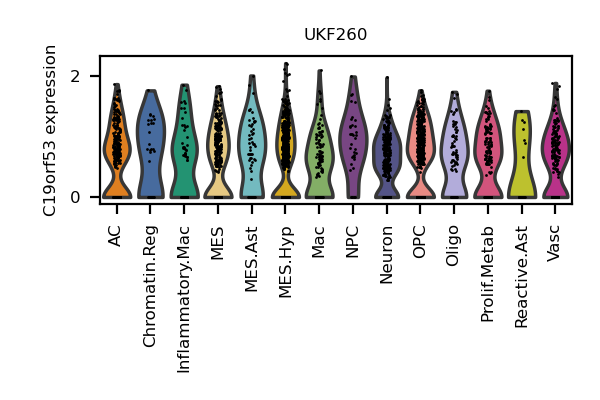 UKF260
C19orf53 expression
2
0
AC
Chromatin.Reg
Inflammatory.Mac
MES
MES.Ast
MES.Hyp
Mac
NPC
Neuron
OPC
Oligo
Prolif.Metab
Reactive.Ast
Vasc